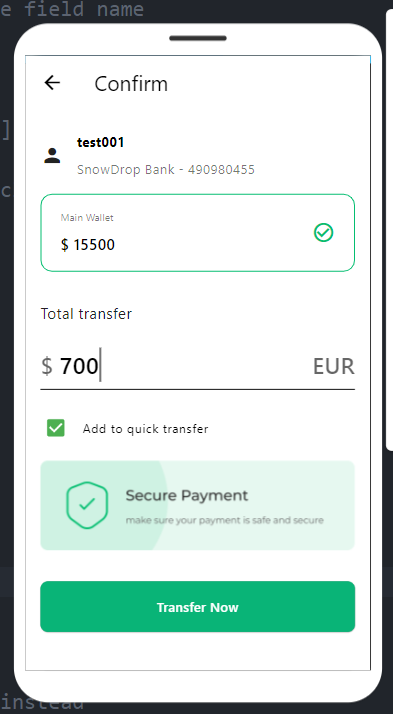 e field name
]
c
Confirm
test001
SnowDrop Bank - 490980455
Main Wallet
$ 15500
Total transfer
$ 700 EUR
Add to quick transfer
Secure Payment
make sure your payment is safe and secure
Transfer Now
instead